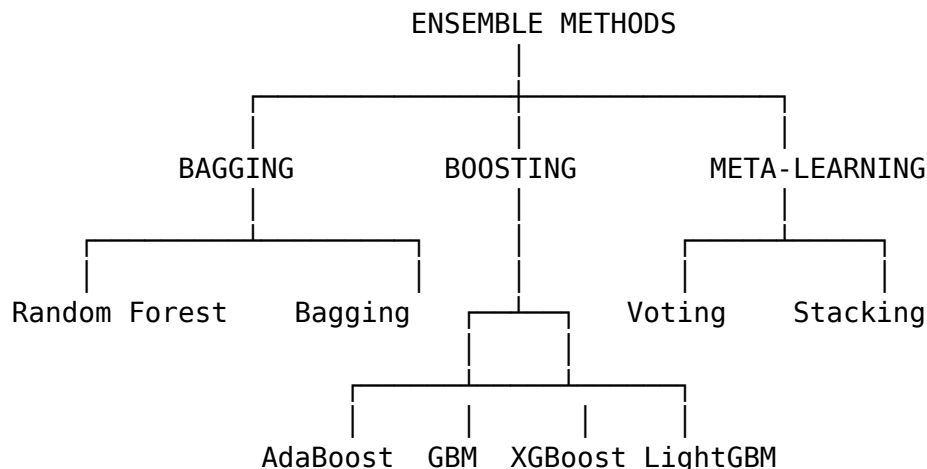 ENSEMBLE METHODS
BAGGING BOOSTING META-LEARNING
Random Forest Bagging Voting Stacking
AdaBoost GBM XGBoost LightGBM